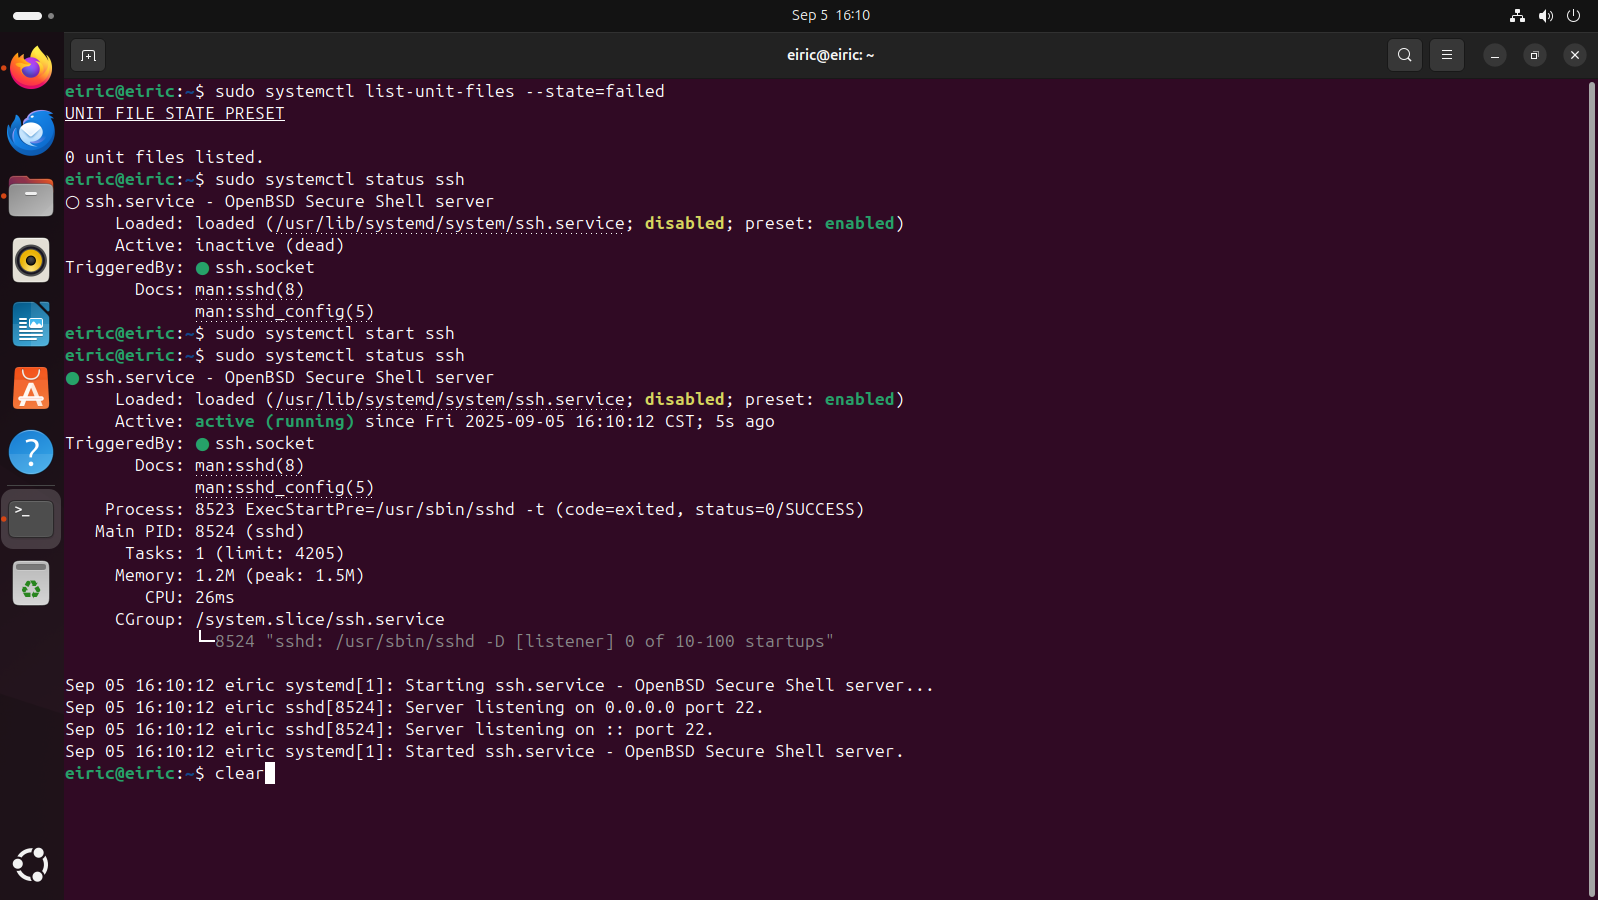 Sep 5 16:10
eiric@eiric: ~
eiric@eiric:~$ sudo systemctl list-unit-files --state=failed
UNIT FILE STATE PRESET
0 unit files listed.
eiric@eiric:~$ sudo systemctl status ssh
○ ssh.service - OpenBSD Secure Shell server
Loaded: loaded (/usr/lib/systemd/system/ssh.service; disabled; preset: enabled)
Active: inactive (dead)
TriggeredBy: ● ssh.socket
Docs: man:sshd(8)
man:sshd_config(5)
eiric@eiric:~$ sudo systemctl start ssh
eiric@eiric:~$ sudo systemctl status ssh
● ssh.service - OpenBSD Secure Shell server
Loaded: loaded (/usr/lib/systemd/system/ssh.service; disabled; preset: enabled)
Active: active (running) since Fri 2025-09-05 16:10:12 CST; 5s ago
TriggeredBy: ● ssh.socket
Docs: man:sshd(8)
man:sshd_config(5)
Process: 8523 ExecStartPre=/usr/sbin/sshd -t (code=exited, status=0/SUCCESS)
Main PID: 8524 (sshd)
Tasks: 1 (limit: 4205)
Memory: 1.2M (peak: 1.5M)
CPU: 26ms
CGroup: /system.slice/ssh.service
└─8524 "sshd: /usr/sbin/sshd -D [listener] 0 of 10-100 startups"
Sep 05 16:10:12 eiric systemd[1]: Starting ssh.service - OpenBSD Secure Shell server...
Sep 05 16:10:12 eiric sshd[8524]: Server listening on 0.0.0.0 port 22.
Sep 05 16:10:12 eiric sshd[8524]: Server listening on :: port 22.
Sep 05 16:10:12 eiric systemd[1]: Started ssh.service - OpenBSD Secure Shell server.
eiric@eiric:~$ clear